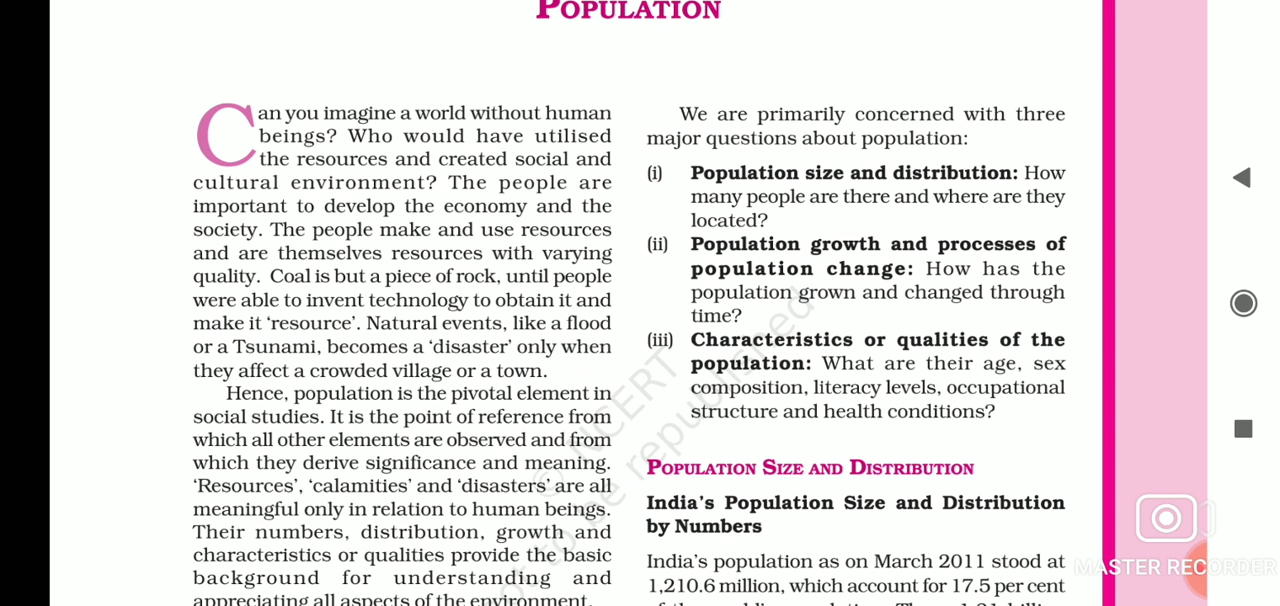 POPULATION
Can you imagine a world without human
beings? Who would have utilised
the resources and created social and
cultural environment? The people are
important to develop the economy and the
society. The people make and use resources
and are themselves resources with varying
quality. Coal is but a piece of rock, until people
were able to invent technology to obtain it and
make it ‘resource’. Natural events, like a flood
or a Tsunami, becomes a ‘disaster’ only when
they affect a crowded village or a town.
Hence, population is the pivotal element in
social studies. It is the point of reference from
which all other elements are observed and from
which they derive significance and meaning.
‘Resources’, ‘calamities’ and ‘disasters’ are all
meaningful only in relation to human beings.
Their numbers, distribution, growth and
characteristics or qualities provide the basic
background for understanding and
appreciating all aspects of the environment.
We are primarily concerned with three
major questions about population:
(i) Population size and distribution: How
many people are there and where are they
located?
(ii) Population growth and processes of
population change: How has the
population grown and changed through
time?
(iii) Characteristics or qualities of the
population: What are their age, sex
composition, literacy levels, occupational
structure and health conditions?
POPULATION SIZE AND DISTRIBUTION
India’s Population Size and Distribution
by Numbers
India’s population as on March 2011 stood at
1,210.6 million, which account for 17.5 per cent
© NCERT
be republished
MASTER RECORDER